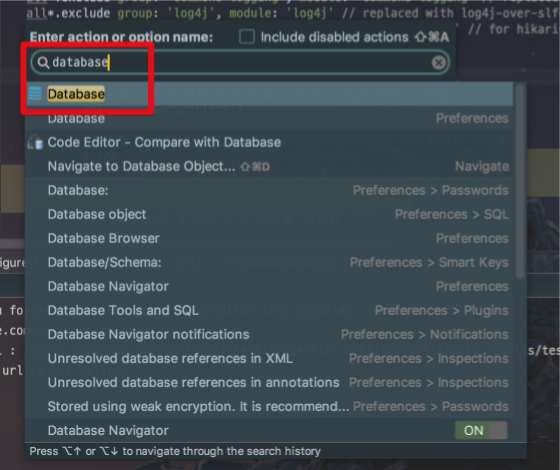 all*.exclude group: 'log4j', module: 'log4j' // replaced with log4j-over-slf
Enter action or option name:
Include disabled actions ⇧⌘A
// for hikari
database
Database
Database Preferences
Code Editor - Compare with Database
Navigate to Database Object... ⇧⌘D Navigate
Database: Preferences > Passwords
Database object Preferences > SQL
Database Browser Preferences
Database/Schema: Preferences > Smart Keys
Database Navigator Preferences
Database Tools and SQL Preferences > Plugins
Database Navigator notifications Preferences > Notifications
Unresolved database references in XML Preferences > Inspections
Unresolved database references in annotations Preferences > Inspections
Stored using weak encryption. It is recommend... Preferences > Passwords
Database Navigator ON
Press ⌥↑ or ⌥↓ to navigate through the search history